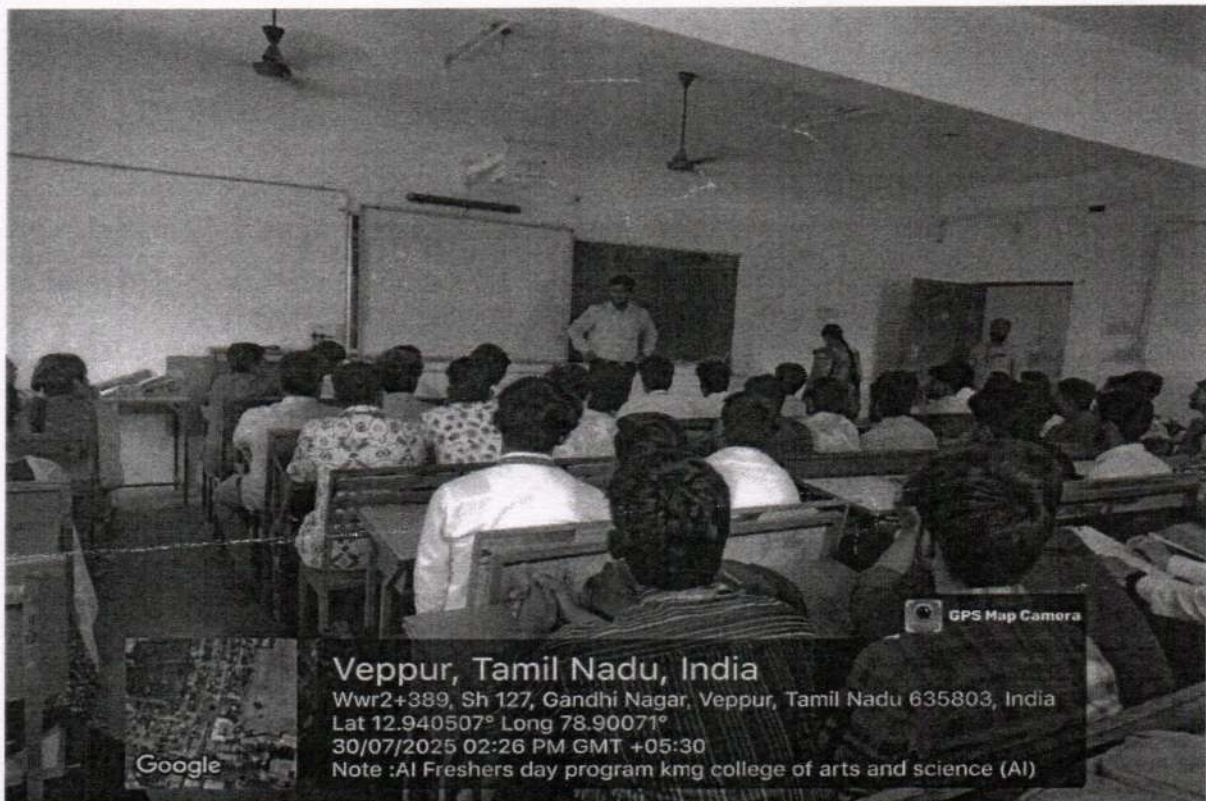 GPS Map Camera
Veppur, Tamil Nadu, India
Wwr2+389, Sh 127, Gandhi Nagar, Veppur, Tamil Nadu 635803, India
Lat 12.940507° Long 78.90071°
30/07/2025 02:26 PM GMT +05:30
Note :AI Freshers day program kmg college of arts and science (AI)
Google